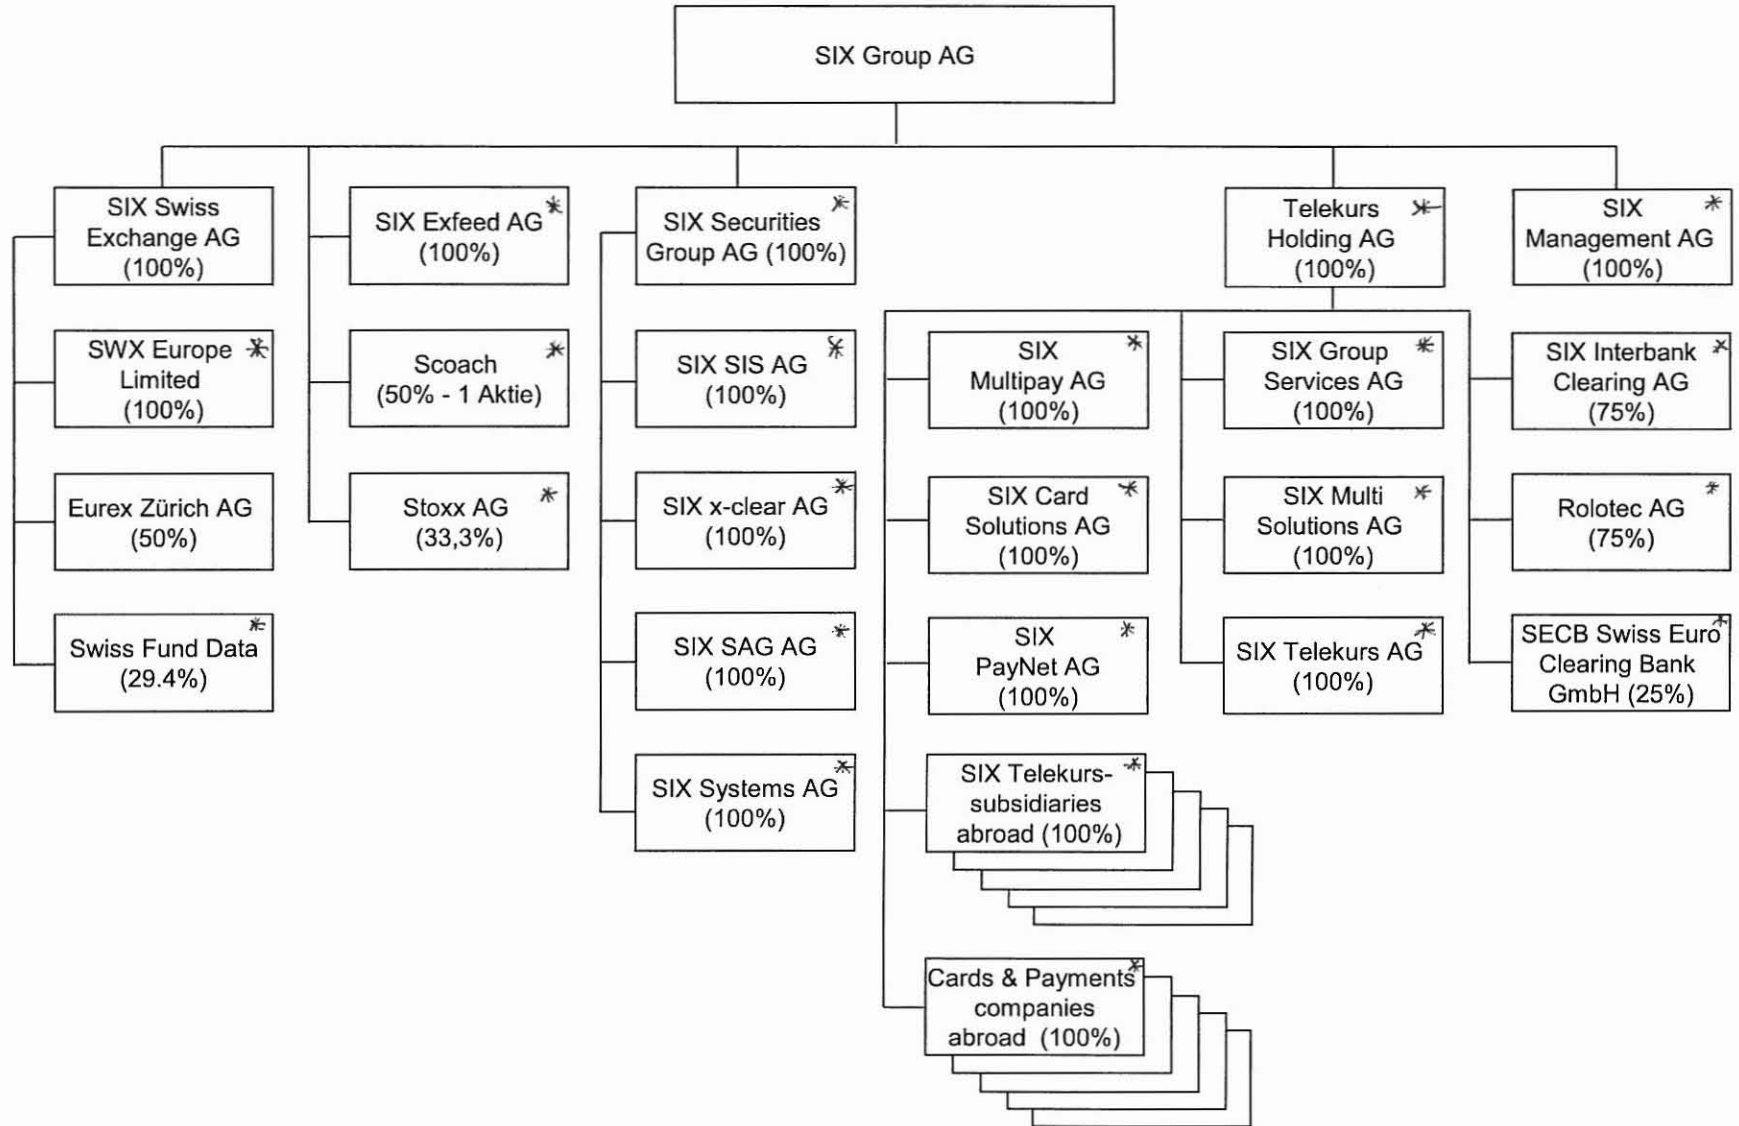 SIX Group AG
SIX Swiss
Exchange AG
(100%)
SIX Exfeed AG *
(100%)
SIX Securities *
Group AG (100%)
Telekurs *
Holding AG
(100%)
SIX *
Management AG
(100%)
SWX Europe *
Limited
(100%)
Scoach *
(50% - 1 Aktie)
SIX SIS AG *
(100%)
SIX *
Multipay AG
(100%)
SIX Group *
Services AG
(100%)
SIX Interbank *
Clearing AG
(75%)
Eurex Zürich AG
(50%)
Stoxx AG *
(33,3%)
SIX x-clear AG *
(100%)
SIX Card *
Solutions AG
(100%)
SIX Multi *
Solutions AG
(100%)
Rolotec AG *
(75%)
Swiss Fund Data *
(29.4%)
SIX SAG AG *
(100%)
SIX *
PayNet AG
(100%)
SIX Telekurs AG *
(100%)
SECB Swiss Euro *
Clearing Bank
GmbH (25%)
SIX Systems AG *
(100%)
SIX Telekurs- *
subsidiaries
abroad (100%)
Cards & Payments *
companies
abroad (100%)